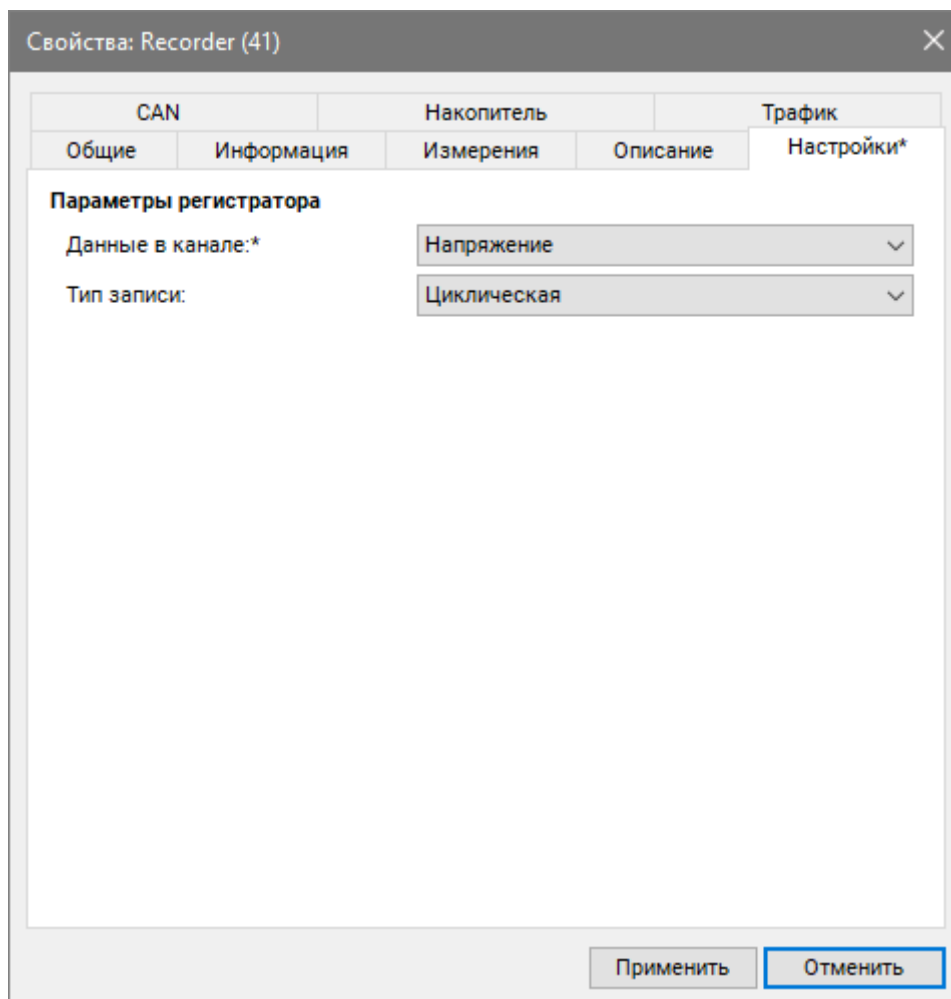 Свойства: Recorder (41)
CAN Накопитель Трафик
Общие Информация Измерения Описание Настройки*
Параметры регистратора
Данные в канале:* Напряжение
Тип записи: Циклическая
Применить Отменить